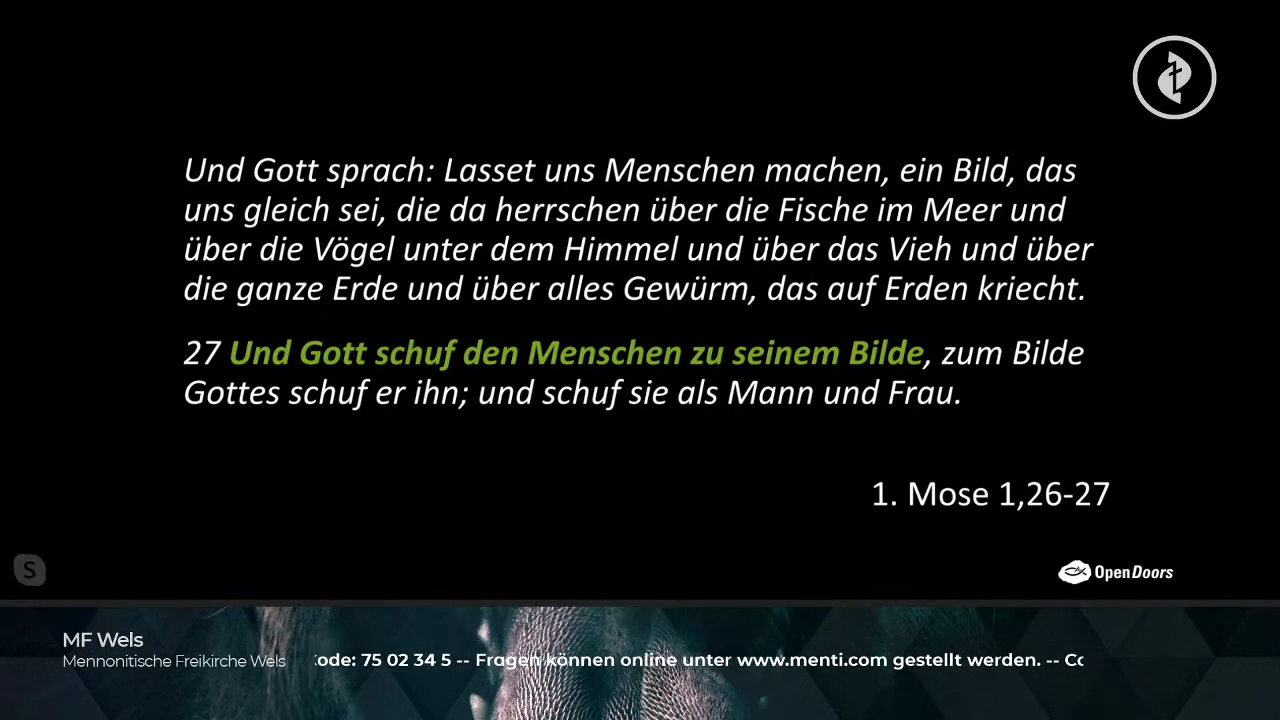 Und Gott sprach: Lasset uns Menschen machen, ein Bild, das
uns gleich sei, die da herrschen über die Fische im Meer und
über die Vögel unter dem Himmel und über das Vieh und über
die ganze Erde und über alles Gewürm, das auf Erden kriecht.
27 Und Gott schuf den Menschen zu seinem Bilde, zum Bilde
Gottes schuf er ihn; und schuf sie als Mann und Frau.
1. Mose 1,26-27
S
OpenDoors
MF Wels
Mennonitische Freikirche Wels
ode: 75 02 34 5 -- Fragen können online unter www.menti.com gestellt werden. -- Co